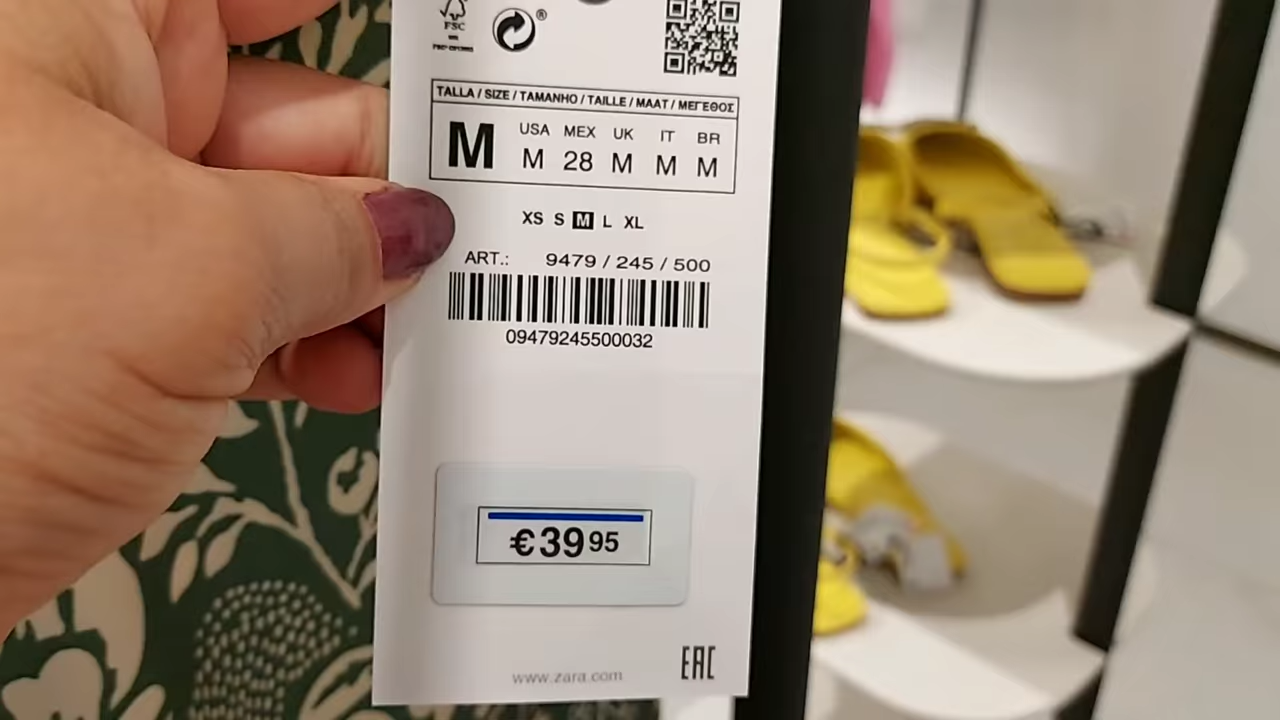 FSC
®
TALLA / SIZE / TAMANHO / TAILLE / MAAT / ΜΕΓΕΘΟΣ
M
USA MEX UK IT BR
M 28 M M M
XS S M L XL
ART.: 9479 / 245 / 500
09479245500032
€39 95
www.zara.com
EAC